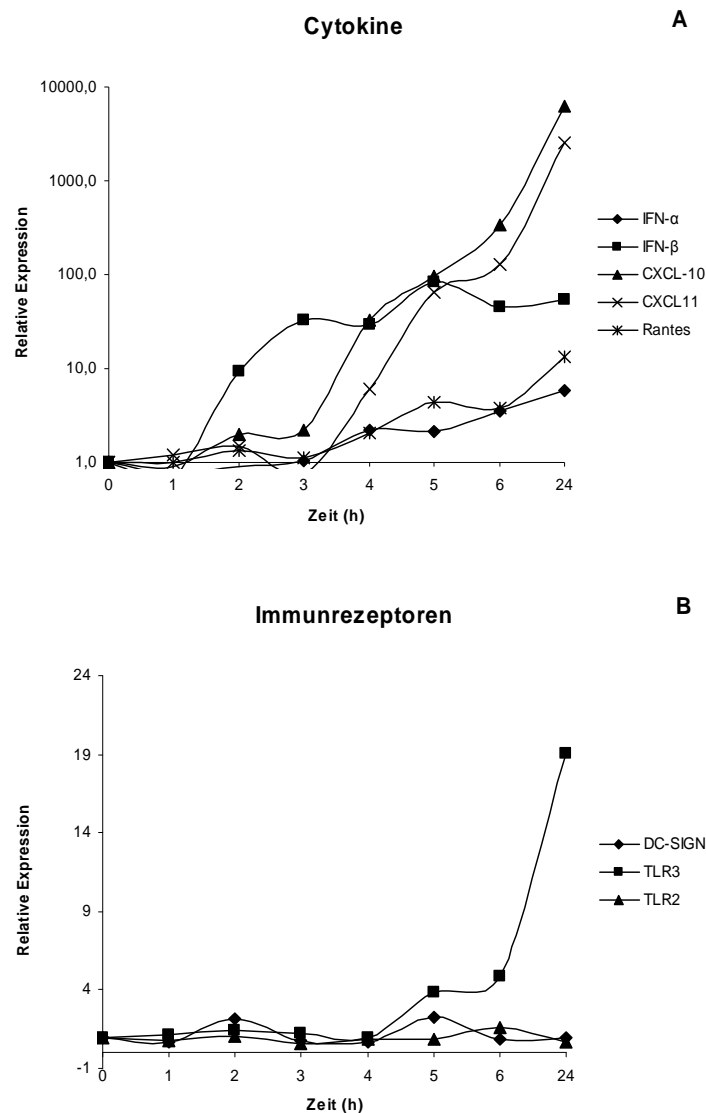 Cytokine
A
10000,0
1000,0
100,0
10,0
1,0
Relative Expression
0 1 2 3 4 5 6 24
Zeit (h)
IFN-α
IFN-β
CXCL-10
CXCL11
Rantes
Immunrezeptoren
B
24
19
14
9
4
-1
Relative Expression
0 1 2 3 4 5 6 24
Zeit (h)
DC-SIGN
TLR3
TLR2